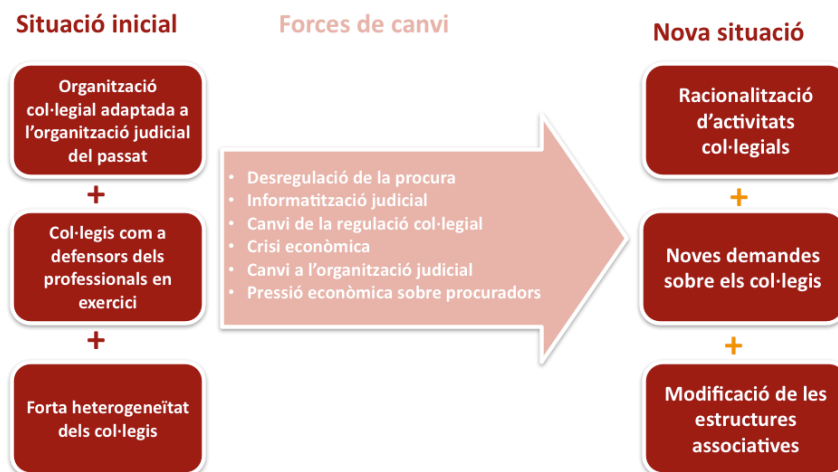 Situació inicial
Forces de canvi
Nova situació
Organització
col·legial adaptada a
l'organització judicial
del passat
+
Col·legis com a
defensors dels
professionals en
exercici
+
Forta heterogeneïtat
dels col·legis
• Desregulació de la procura
• Informatització judicial
• Canvi de la regulació col·legial
• Crisi econòmica
• Canvi a l'organització judicial
• Pressió econòmica sobre procuradors
Racionalització
d'activitats
col·legials
+
Noves demandes
sobre els col·legis
+
Modificació de les
estructures
associatives